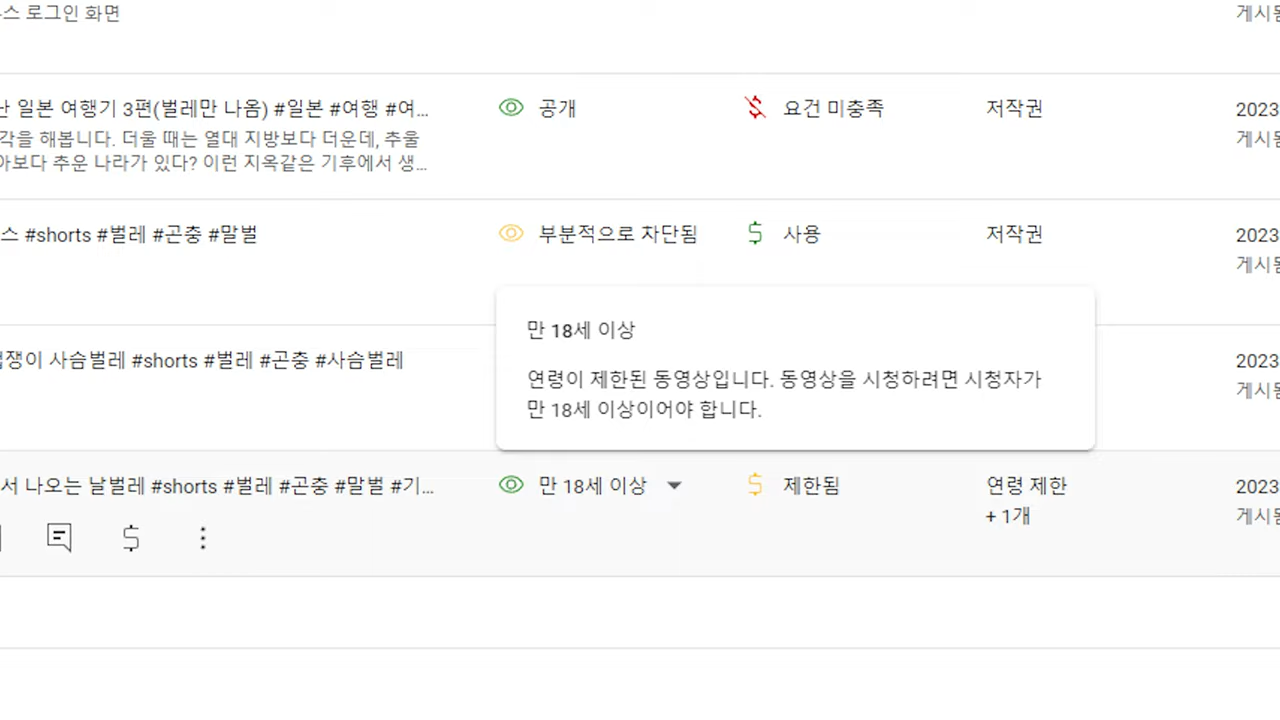 스 로그인 화면
게시됨
난 일본 여행기 3편(벌레만 나옴) #일본 #여행 #여...
공개
요건 미충족
저작권
2023
각을 해봅니다. 더울 때는 열대 지방보다 더운데, 추울
게시
아보다 추운 나라가 있다? 이런 지옥같은 기후에서 생...
스 #shorts #벌레 #곤충 #말벌
부분적으로 차단됨
사용
저작권
2023
게시
만 18세 이상
쟁이 사슴벌레 #shorts #벌레 #곤충 #사슴벌레
2023
연령이 제한된 동영상입니다. 동영상을 시청하려면 시청자가
게시
만 18세 이상이어야 합니다.
서 나오는 날벌레 #shorts #벌레 #곤충 #말벌 #기...
만 18세 이상
제한됨
연령 제한
2023
+ 1개
게시